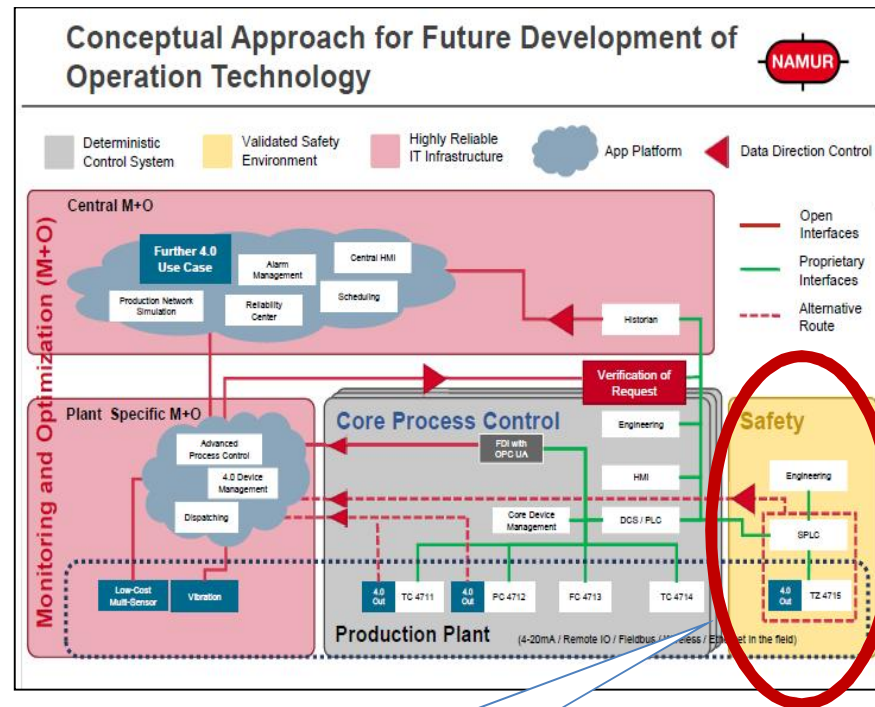 Conceptual Approach for Future Development of
Operation Technology
NAMUR
Deterministic
Control System
Validated Safety
Environment
Highly Reliable
IT Infrastructure
App Platform
Data Direction Control
Open
Interfaces
Proprietary
Interfaces
Alternative
Route
Monitoring and Optimization (M+O)
Central M+O
Further 4.0
Use Case
Alarm
Management
Central HMI
Production Network
Simulation
Reliability
Center
Scheduling
Historian
Verification of
Request
Plant Specific M+O
Advanced
Process Control
4.0 Device
Management
Dispatching
Low-Cost
Multi-Sensor
Vibration
Core Process Control
FDI with
OPC UA
Engineering
HMI
Core Device
Management
DCS / PLC
4.0
Out
TC 4711
4.0
Out
PC 4712
FC 4713
TC 4714
Production Plant
(4-20mA / Remote IO / Fieldbus / Wireless / Ethernet in the field)
Safety
Engineering
SPLC
4.0
Out
TZ 4715